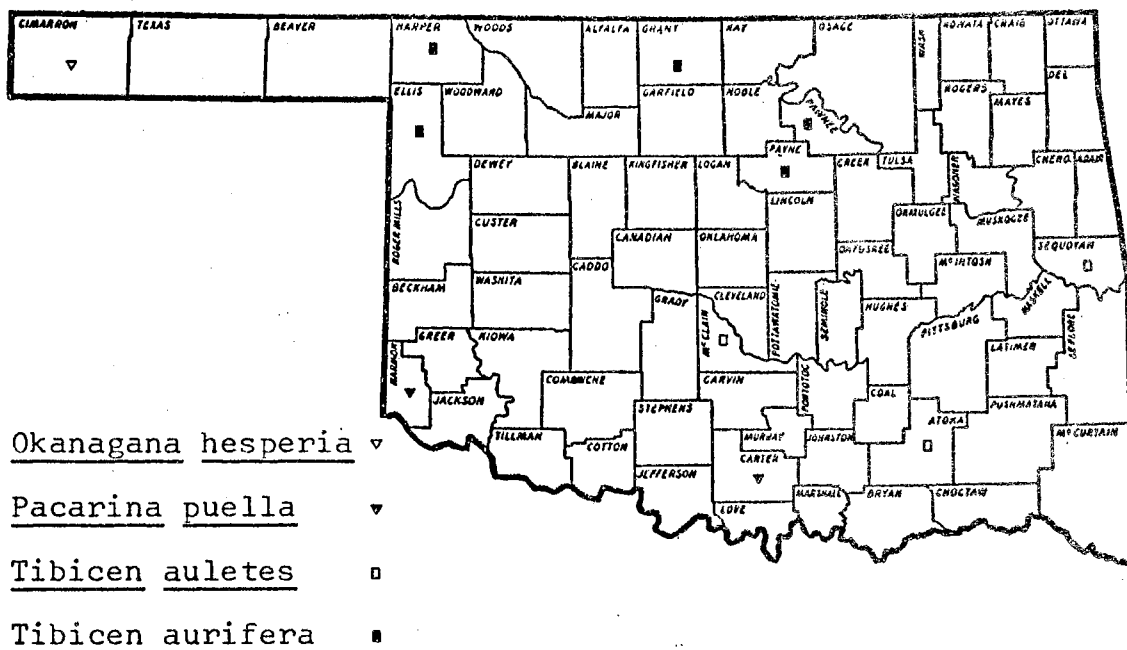 CIMARRON TEXAS BEAVER HARPER WOODS ALFALFA GRANT KAY OSAGE WASH NOWATA CRAIG OTTAWA
ELLIS WOODWARD GARFIELD NOBLE ROGERS DEL
MAJOR PAWNEE MAYES
DEWEY BLAINE KINGFISHER LOGAN PAYNE CREEK TULSA WAGONER CHERO ADAIR
LINCOLN
ROGER MILLS CUSTER CANADIAN OKLAHOMA OKMULGEE MUSKOGEE
OKFUSKEE SEQUOYAH
BECKHAM WASHITA CADDO MCINTOSH
GRADY CLEVELAND POTTAWATOMIE SEMINOLE HUGHES HASKELL
GREER KIOWA McCLAIN PITTSBURG LATIMER LEFLORE
HARMON JACKSON COMANCHE GARVIN PONTOTOC COAL
STEPHENS ATOKA PUSHMATAHA
TILLMAN COTTON MURRAY JOHNSTON McCURTAIN
JEFFERSON CARTER
LOVE MARSHALL BRYAN CHOCTAW
Okanagana hesperia
Pacarina puella
Tibicen auletes
Tibicen aurifera